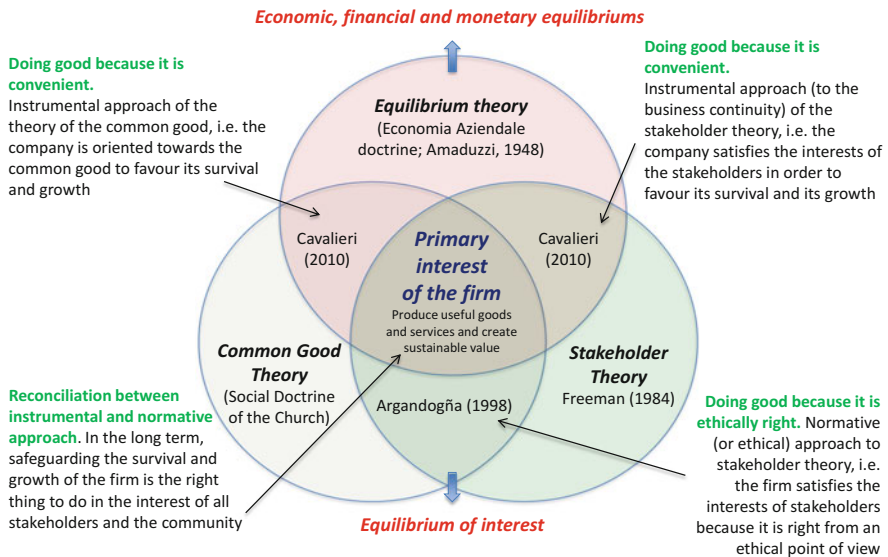 Economic, financial and monetary equilibriums
Doing good because it is
convenient.
Instrumental approach of the
theory of the common good, i.e. the
company is oriented towards the
common good to favour its survival
and growth
Equilibrium theory
(Economia Aziendale
doctrine; Amaduzzi, 1948)
Doing good because it is
convenient.
Instrumental approach (to the
business continuity) of the
stakeholder theory, i.e. the
company satisfies the interests of
the stakeholders in order to
favour its survival and its growth
Cavalieri
(2010)
Primary
interest
of the firm
Produce useful goods
and services and create
sustainable value
Cavalieri
(2010)
Common Good
Theory
(Social Doctrine
of the Church)
Stakeholder
Theory
Freeman (1984)
Argandogña (1998)
Reconciliation between
instrumental and normative
approach. In the long term,
safeguarding the survival and
growth of the firm is the right
thing to do in the interest of all
stakeholders and the community
Doing good because it is
ethically right. Normative
(or ethical) approach to
stakeholder theory, i.e.
the firm satisfies the
interests of stakeholders
because it is right from an
ethical point of view
Equilibrium of interest